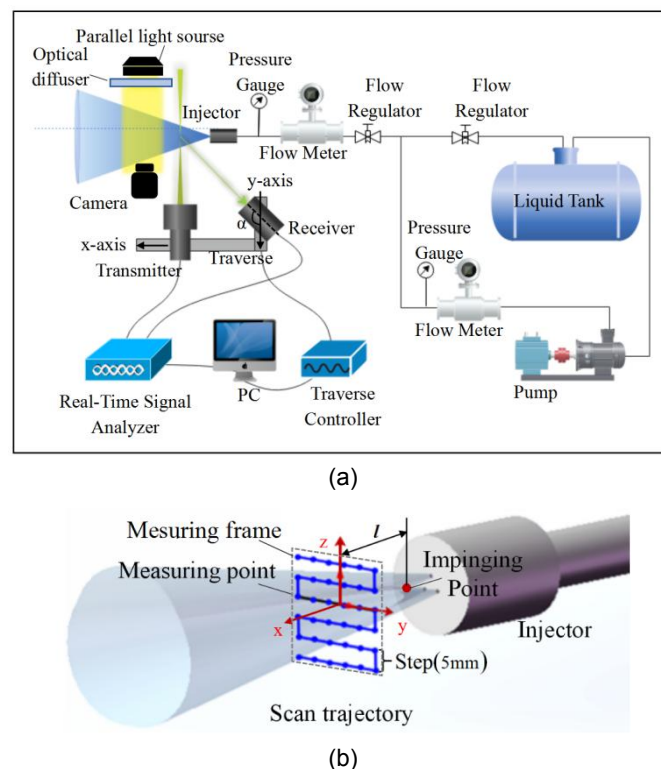 Parallel light sourse
Optical
diffuser
Injector
Pressure
Gauge
Flow
Regulator
Flow
Regulator
Flow Meter
Liquid Tank
Camera
y-axis
α
Receiver
x-axis
Transmitter
Traverse
Pressure
Gauge
Flow Meter
Real-Time Signal
Analyzer
PC
Traverse
Controller
Pump
(a)
Mesuring frame
Measuring point
z
l
Impinging
Point
x
y
Injector
Step(5mm)
Scan trajectory
(b)